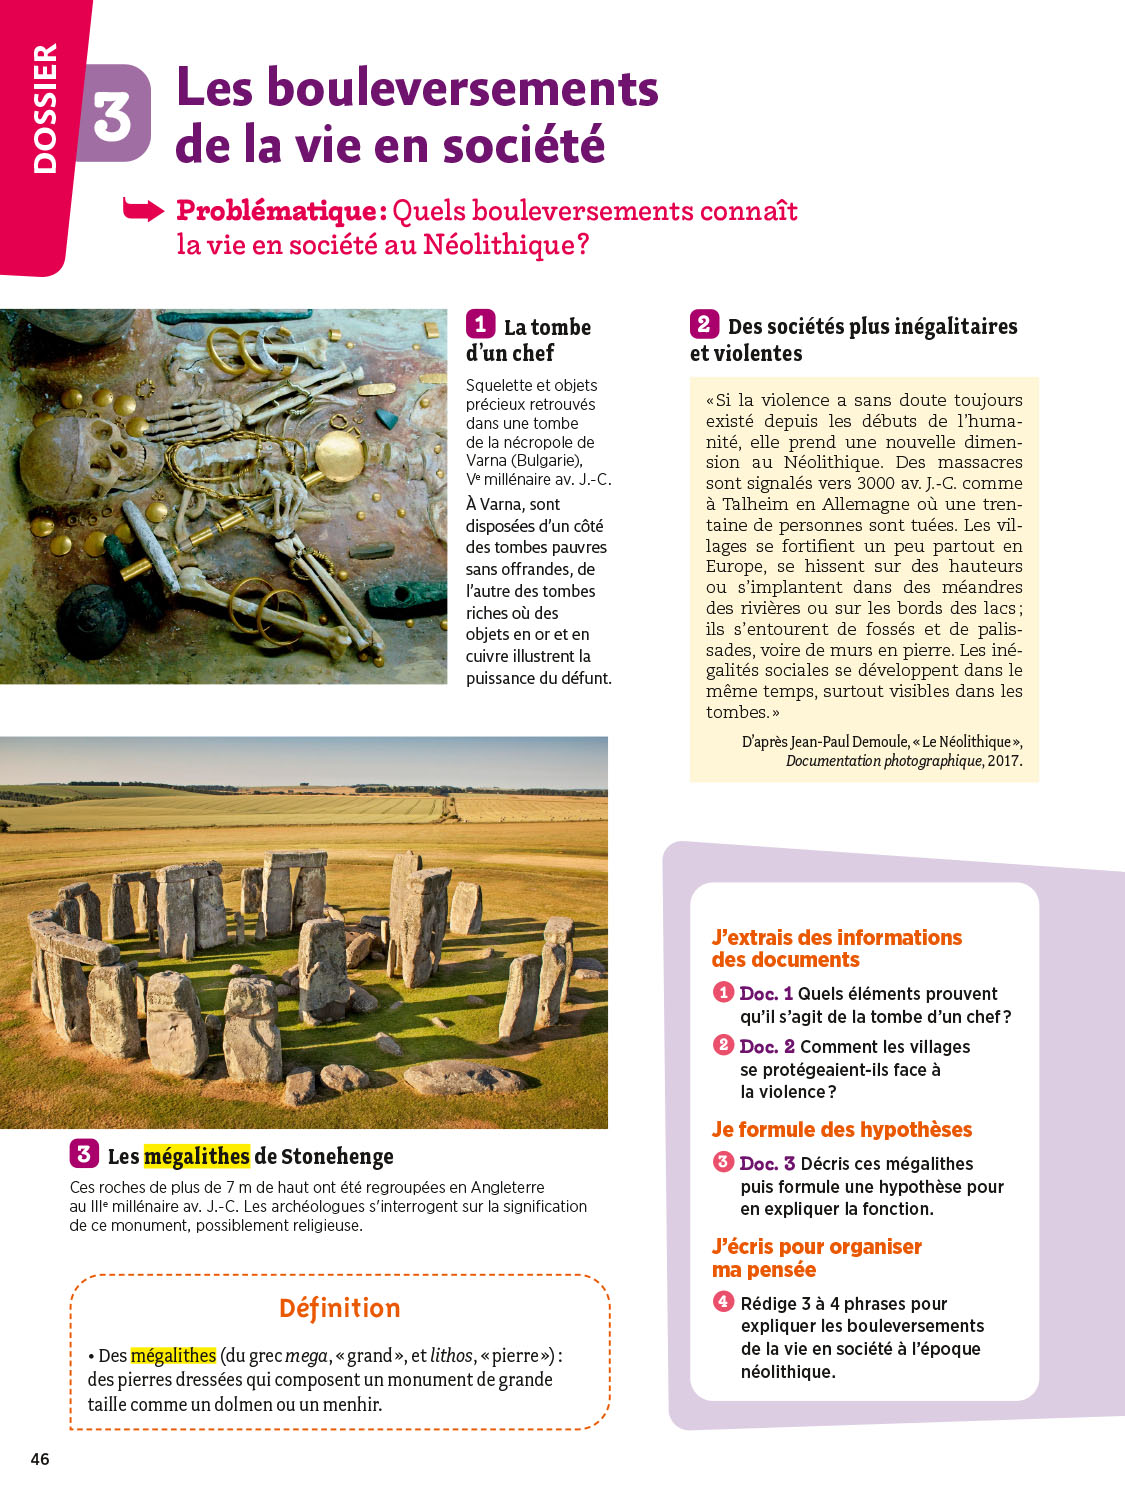 DOSSIER
3
Les bouleversements
de la vie en société
Problématique : Quels bouleversements connaît
la vie en société au Néolithique ?
1 La tombe
d'un chef
Squelette et objets
précieux retrouvés
dans une tombe
de la nécropole de
Varna (Bulgarie),
Vᵉ millénaire av. J.-C.
À Varna, sont
disposées d'un côté
des tombes pauvres
sans offrandes, de
l'autre des tombes
riches où des
objets en or et en
cuivre illustrent la
puissance du défunt.
2 Des sociétés plus inégalitaires
et violentes
« Si la violence a sans doute toujours
existé depuis les débuts de l'huma-
nité, elle prend une nouvelle dimen-
sion au Néolithique. Des massacres
sont signalés vers 3000 av. J.-C. comme
à Talheim en Allemagne où une tren-
taine de personnes sont tuées. Les vil-
lages se fortifient un peu partout en
Europe, se hissent sur des hauteurs
ou s'implantent dans des méandres
des rivières ou sur les bords des lacs ;
ils s'entourent de fossés et de palis-
sades, voire de murs en pierre. Les iné-
galités sociales se développent dans le
même temps, surtout visibles dans les
tombes. »
D'après Jean-Paul Demoule, « Le Néolithique »,
Documentation photographique, 2017.
3 Les mégalithes de Stonehenge
Ces roches de plus de 7 m de haut ont été regroupées en Angleterre
au IIIᵉ millénaire av. J.-C. Les archéologues s'interrogent sur la signification
de ce monument, possiblement religieuse.
Définition
• Des mégalithes (du grec mega, « grand », et lithos, « pierre ») :
des pierres dressées qui composent un monument de grande
taille comme un dolmen ou un menhir.
J'extrais des informations
des documents
1 Doc. 1 Quels éléments prouvent
qu'il s'agit de la tombe d'un chef ?
2 Doc. 2 Comment les villages
se protégeaient-ils face à
la violence ?
Je formule des hypothèses
3 Doc. 3 Décris ces mégalithes
puis formule une hypothèse pour
en expliquer la fonction.
J'écris pour organiser
ma pensée
4 Rédige 3 à 4 phrases pour
expliquer les bouleversements
de la vie en société à l'époque
néolithique.
46